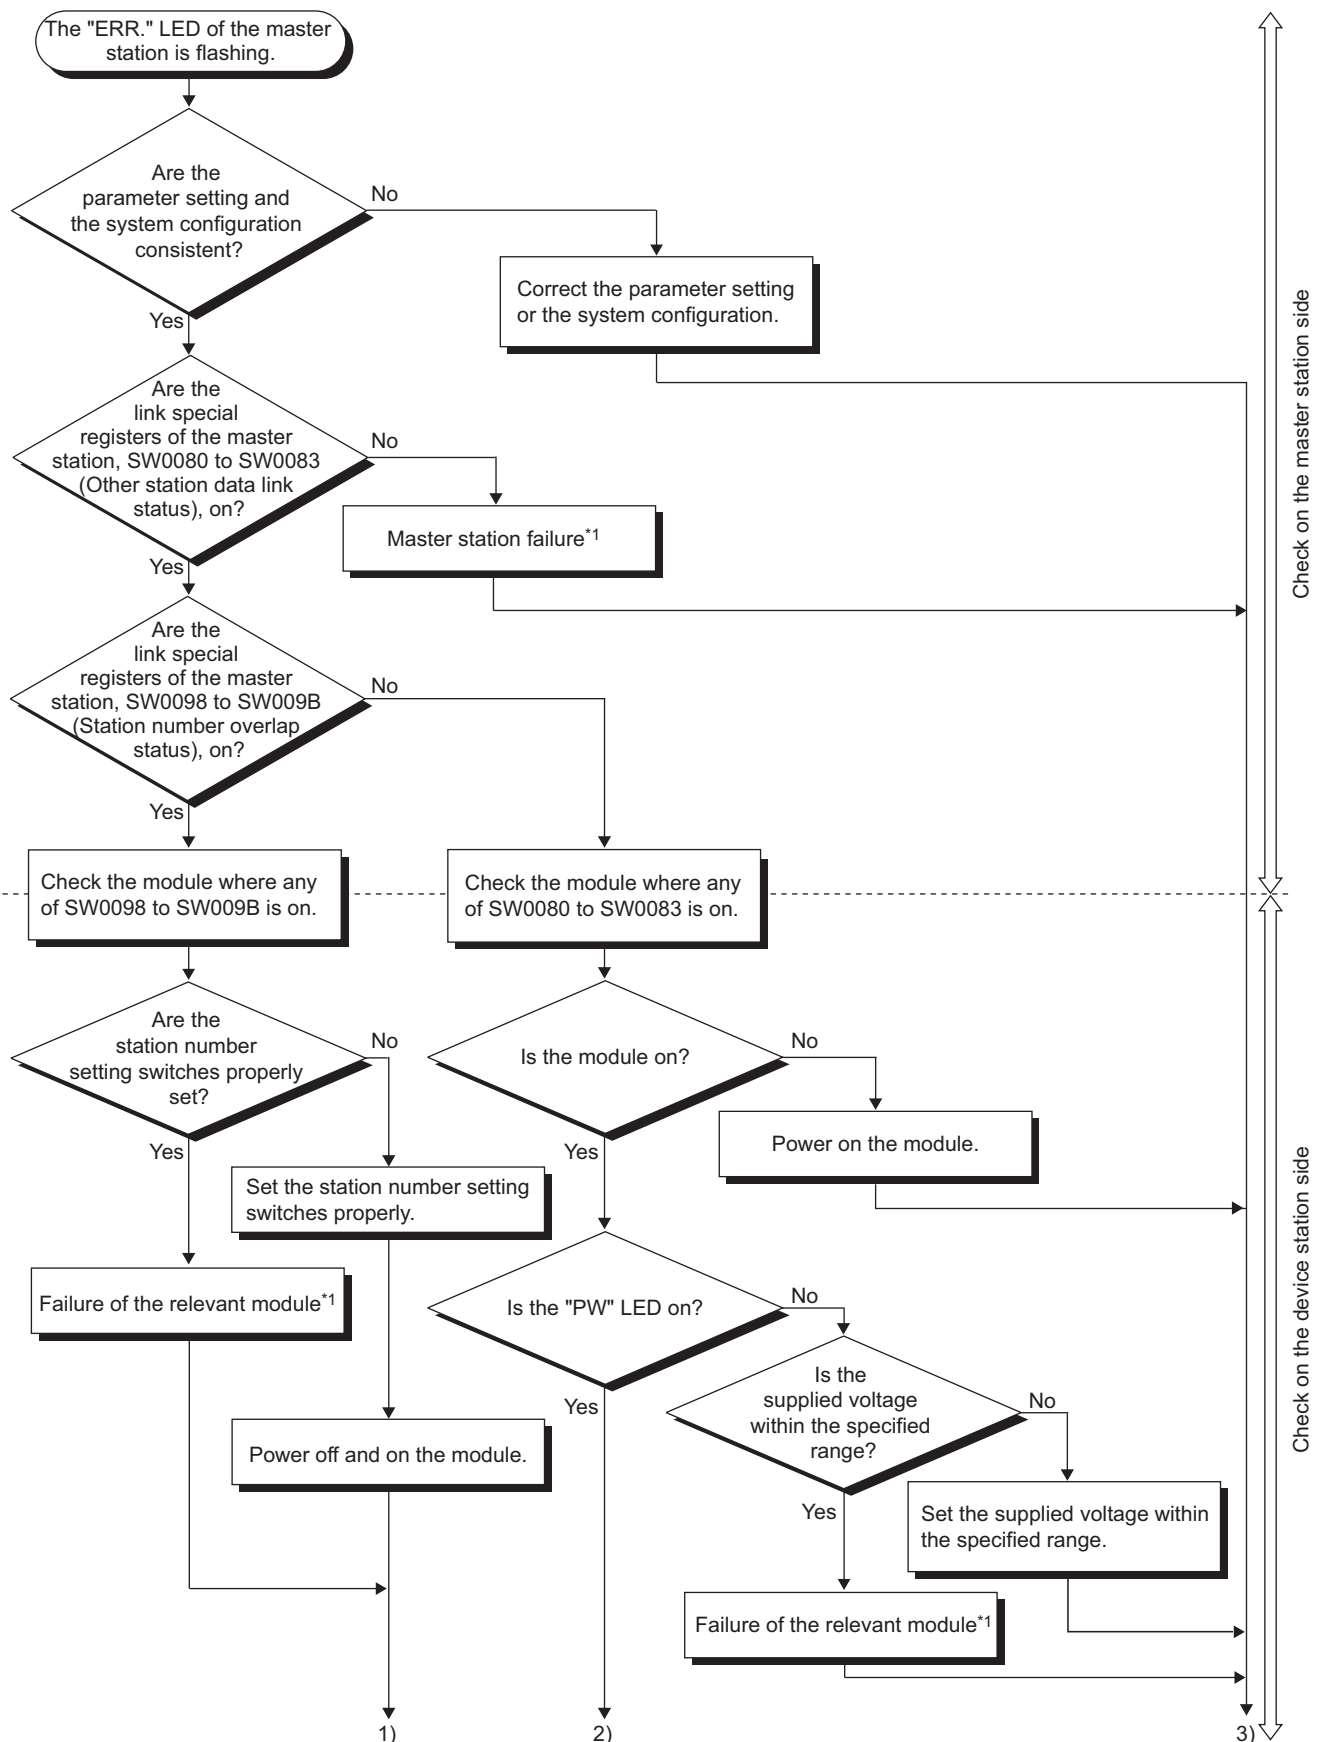 The "ERR." LED of the master
station is flashing.
Are the
parameter setting and
the system configuration
consistent?
No
Yes
Correct the parameter setting
or the system configuration.
Are the
link special
registers of the master
station, SW0080 to SW0083
(Other station data link
status), on?
No
Yes
Master station failure*1
Are the
link special
registers of the master
station, SW0098 to SW009B
(Station number overlap
status), on?
No
Yes
Check on the master station side
Check the module where any
of SW0098 to SW009B is on.
Check the module where any
of SW0080 to SW0083 is on.
Are the
station number
setting switches properly
set?
No
Yes
Is the module on?
No
Yes
Power on the module.
Set the station number setting
switches properly.
Failure of the relevant module*1
Is the "PW" LED on?
No
Yes
Is the
supplied voltage
within the specified
range?
No
Yes
Power off and on the module.
Set the supplied voltage within
the specified range.
Failure of the relevant module*1
Check on the device station side
1)
2)
3)